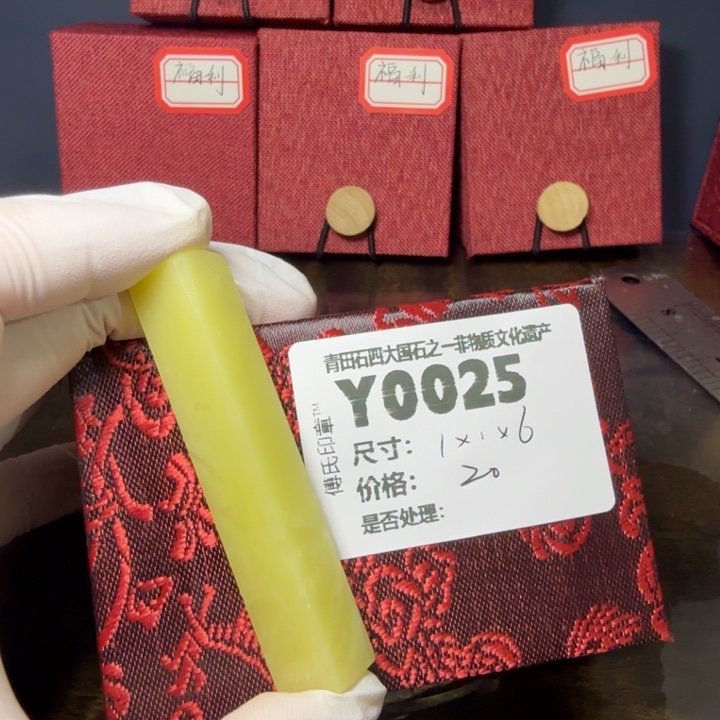 福利
福利
福利
青田石四大国石之一非物质文化遗产
Y0025
傅氏印章™
尺寸: 1×1×6
价格: 20
是否处理: